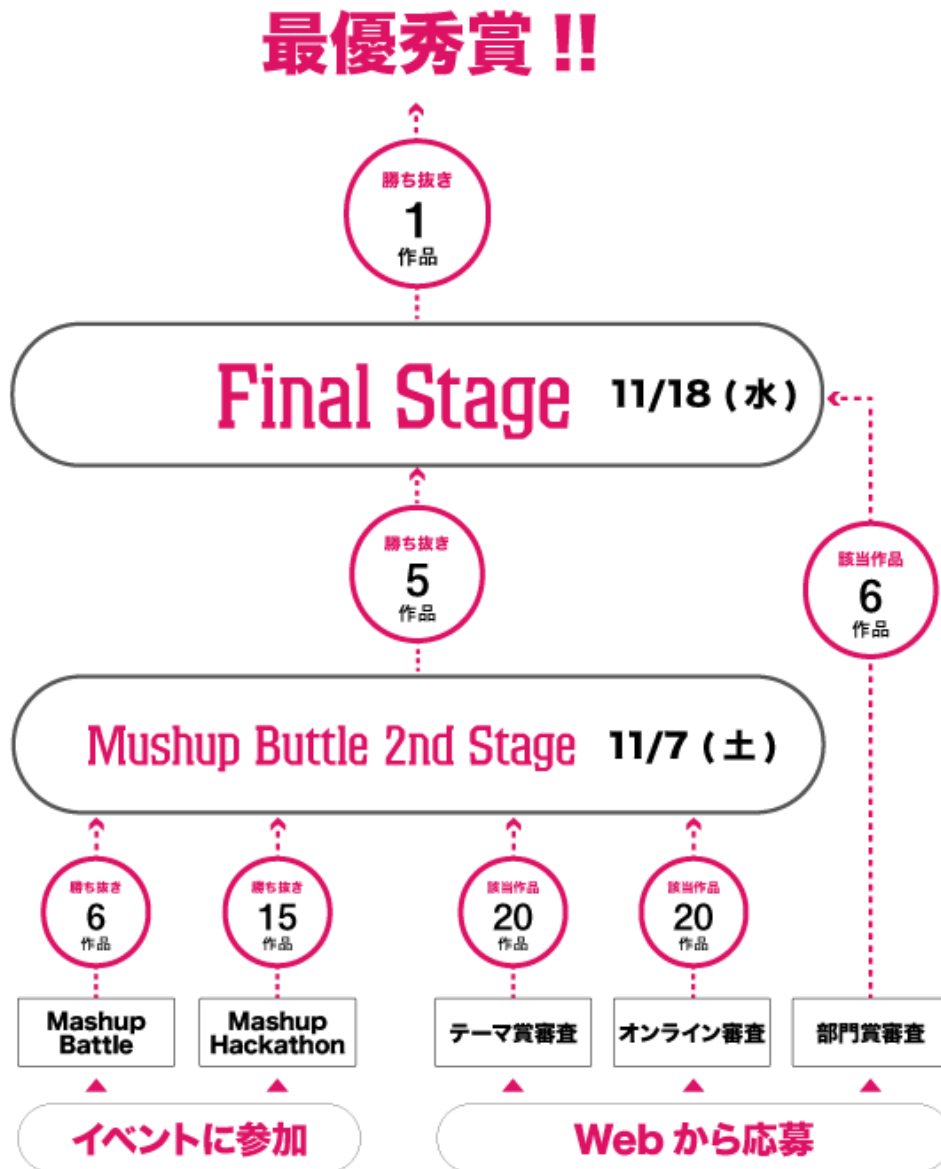 最優秀賞 !!
勝ち抜き
1
作品
Final Stage 11/18 ( 水 )
勝ち抜き
5
作品
該当作品
6
作品
Mushup Buttle 2nd Stage 11/7 ( 土 )
勝ち抜き
6
作品
勝ち抜き
15
作品
該当作品
20
作品
該当作品
20
作品
Mashup
Battle
Mashup
Hackathon
テーマ賞審査
オンライン審査
部門賞審査
イベントに参加
Web から応募